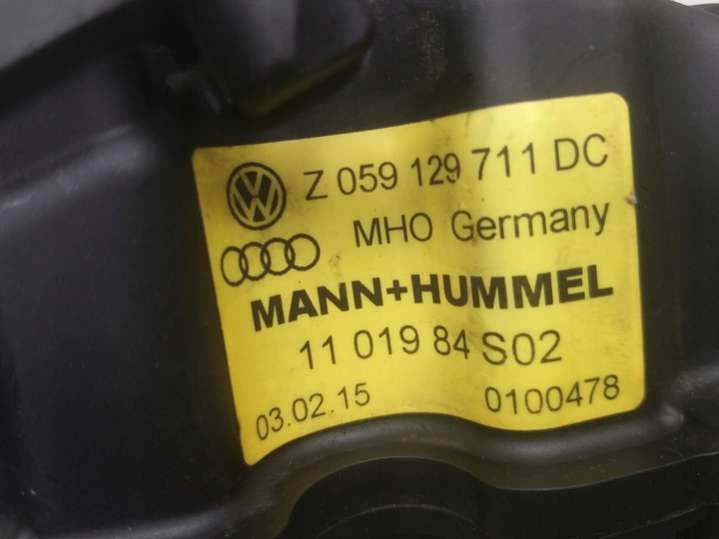 Z 059 129 711 DC
MHO Germany
MANN+HUMMEL
11 019 84 S02
03.02.15 0100478